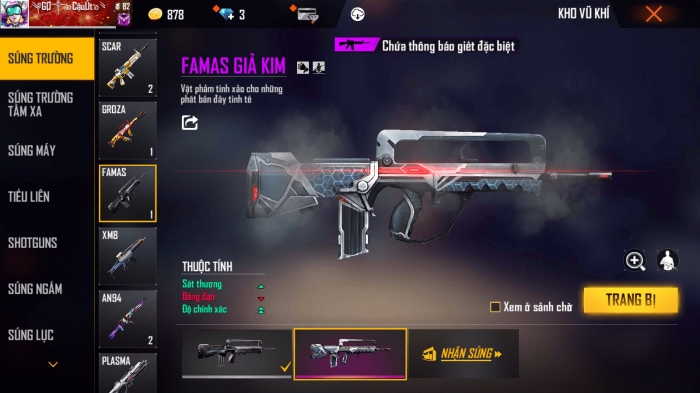 ᴳᴼ CậuÚt 82
878
3
KHO VŨ KHÍ
SÚNG TRƯỜNG
SÚNG TRƯỜNG
TẦM XA
SÚNG MÁY
TIỂU LIÊN
SHOTGUNS
SÚNG NGẮM
SÚNG LỤC
SCAR
2
GROZA
1
FAMAS
1
XM8
AN94
2
PLASMA
FAMAS GIẢ KIM
Vật phẩm tinh xảo cho những
phát bắn đầy tinh tế
Chứa thông báo giết đặc biệt
THUỘC TÍNH
Sát thương
Băng đạn
Độ chính xác
Xem ở sảnh chờ
TRANG BỊ
NHẬN SÚNG